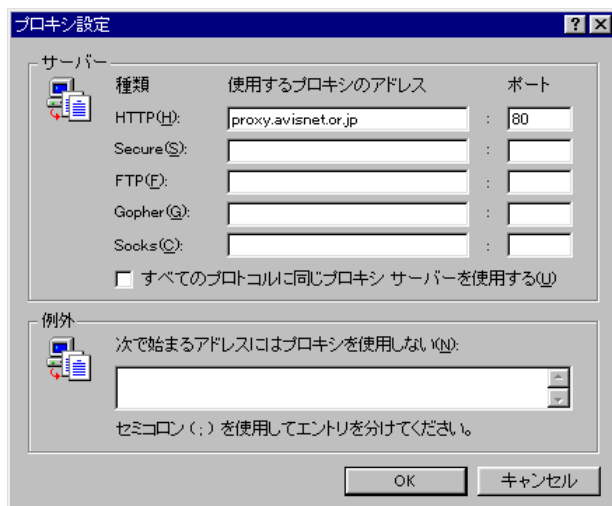 プロキシ設定
サーバー
種類 使用するプロキシのアドレス ポート
HTTP(H): proxy.avisnet.or.jp : 80
Secure(S): :
FTP(F): :
Gopher(G): :
Socks(C): :
すべてのプロトコルに同じプロキシ サーバーを使用する(U)
例外
次で始まるアドレスにはプロキシを使用しない(N):
セミコロン (;) を使用してエントリを分けてください。
OK キャンセル